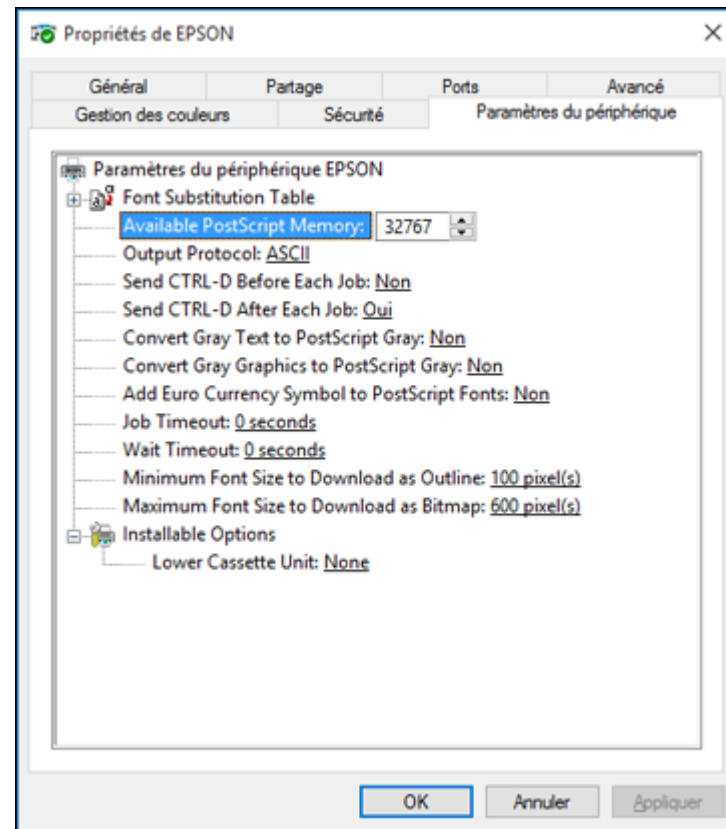 Propriétés de EPSON
Général Partage Ports Avancé
Gestion des couleurs Sécurité Paramètres du périphérique
Paramètres du périphérique EPSON
Font Substitution Table
Available PostScript Memory: 32767
Output Protocol: ASCII
Send CTRL-D Before Each Job: Non
Send CTRL-D After Each Job: Oui
Convert Gray Text to PostScript Gray: Non
Convert Gray Graphics to PostScript Gray: Non
Add Euro Currency Symbol to PostScript Fonts: Non
Job Timeout: 0 seconds
Wait Timeout: 0 seconds
Minimum Font Size to Download as Outline: 100 pixel(s)
Maximum Font Size to Download as Bitmap: 600 pixel(s)
Installable Options
Lower Cassette Unit: None
OK Annuler Appliquer